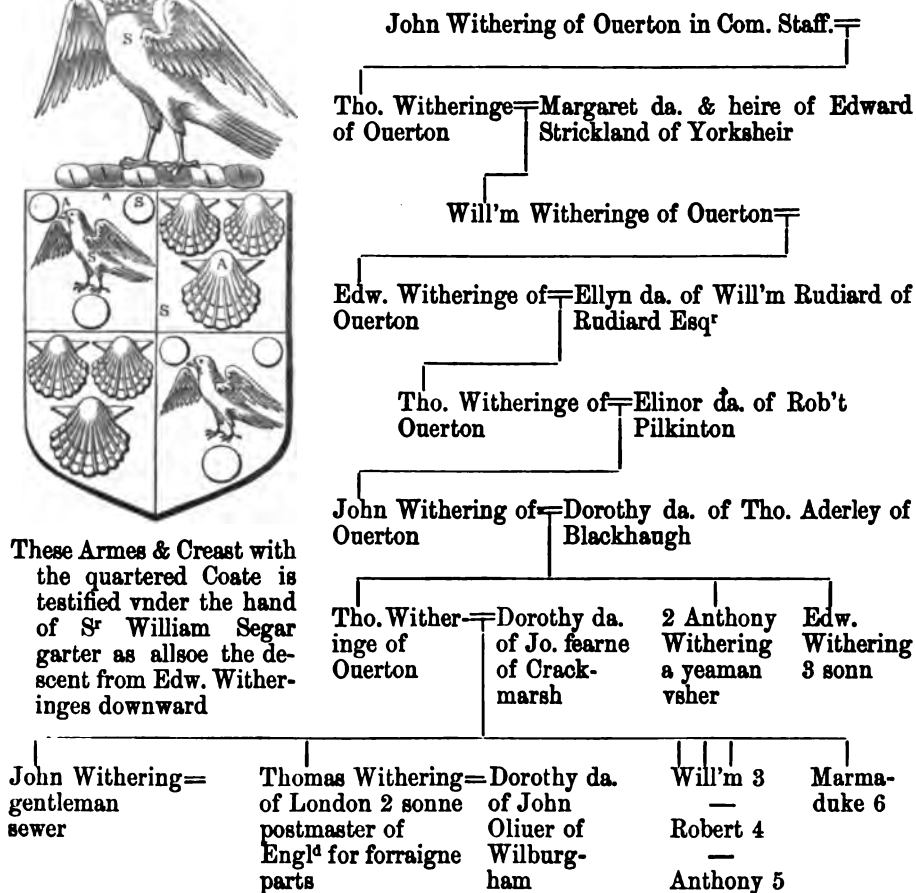 John Withering of Ouerton in Com. Staff.
Tho. Witheringe
of Ouerton
Margaret da. & heire of Edward
Strickland of Yorksheir
Will'm Witheringe of Ouerton
Edw. Witheringe of
Ouerton
Ellyn da. of Will'm Rudiard of
Rudiard Esqr
Tho. Witheringe of
Ouerton
Elinor da. of Rob't
Pilkinton
John Withering of
Ouerton
Dorothy da. of Tho. Aderley of
Blackhaugh
S
A
A
S
S
A
S
These Armes & Creast with
the quartered Coate is
testified vnder the hand
of Sr William Segar
garter as allsoe the de-
scent from Edw. Wither-
inges downward
Tho. Wither-
inge of
Ouerton
Dorothy da.
of Jo. fearne
of Crack-
marsh
2 Anthony
Withering
a yeaman
vsher
Edw.
Withering
3 sonn
John Withering
gentleman
sewer
Thomas Withering
of London 2 sonne
postmaster of
Engld for forraigne
parts
Dorothy da.
of John
Oliuer of
Wilburg-
ham
Will'm 3
—
Robert 4
—
Anthony 5
Marma-
duke 6